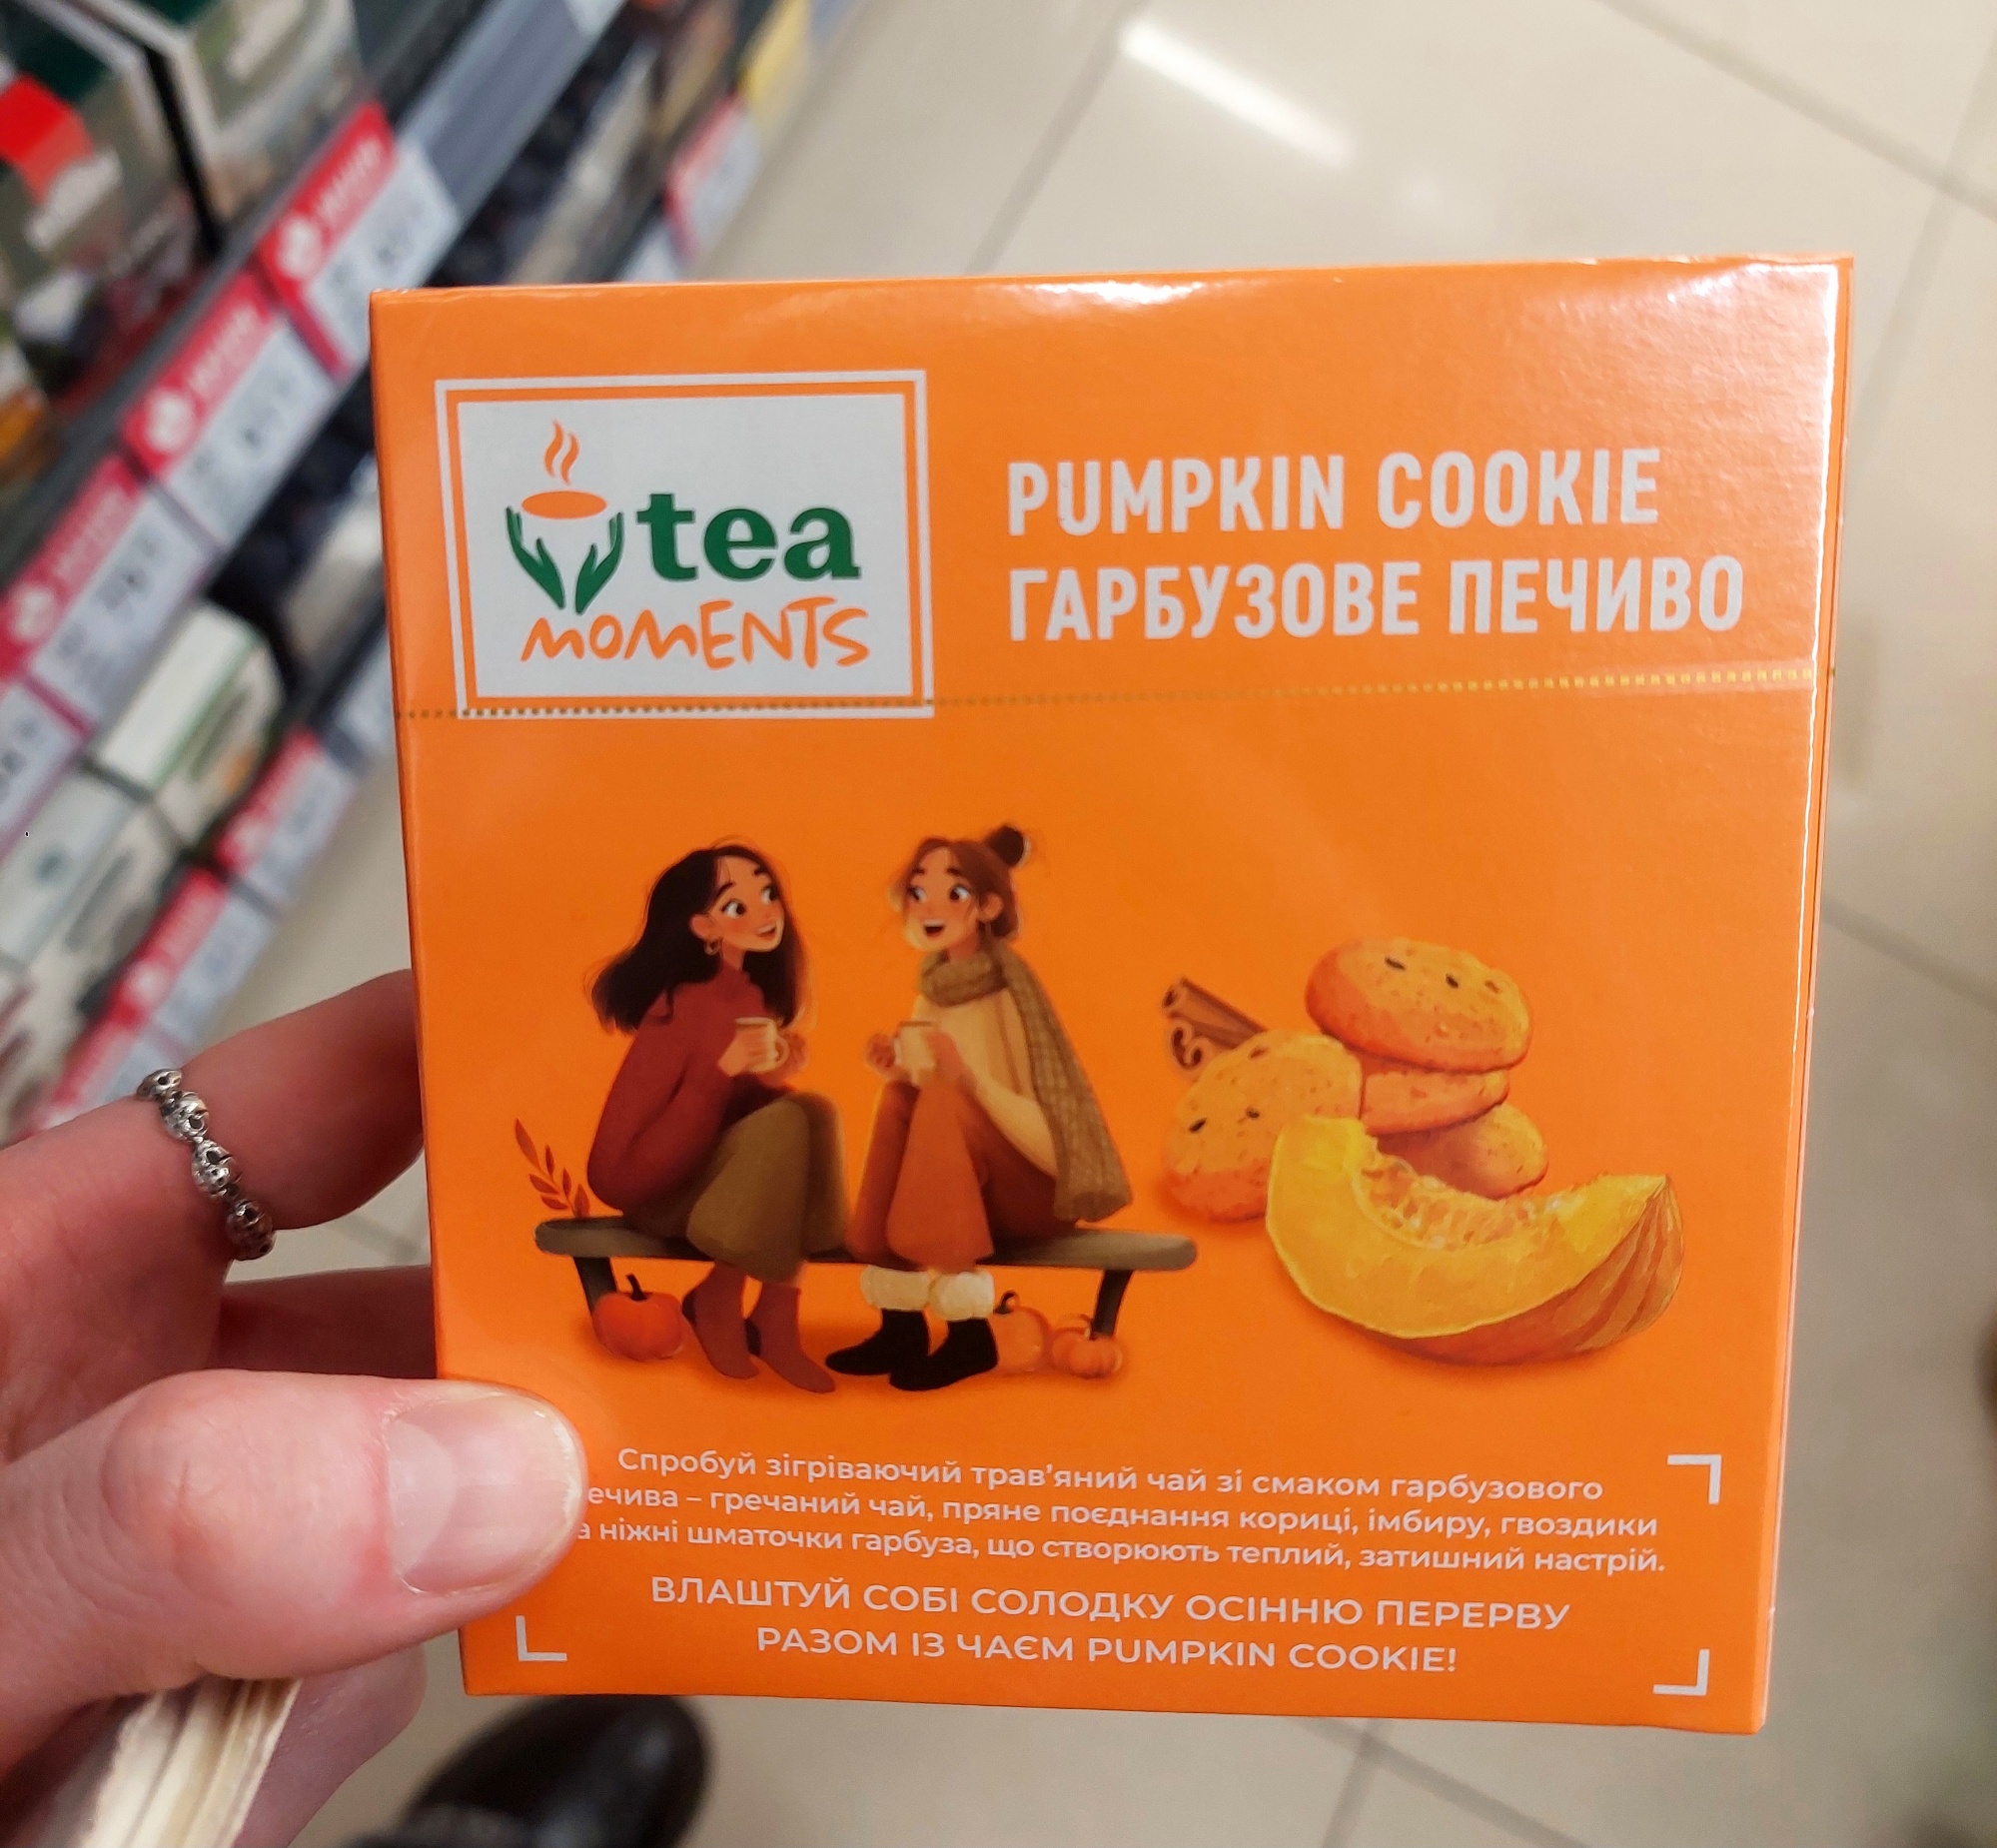 tea
MOMENTS
PUMPKIN COOKIE
ГАРБУЗОВЕ ПЕЧИВО
Спробуй зігріваючий трав’яний чай зі смаком гарбузового
ечива – гречаний чай, пряне поєднання кориці, імбиру, гвоздики
а ніжні шматочки гарбуза, що створюють теплий, затишний настрій.
ВЛАШТУЙ СОБІ СОЛОДКУ ОСІННЮ ПЕРЕРВУ
РАЗОМ ІЗ ЧАЄМ PUMPKIN COOKIE!